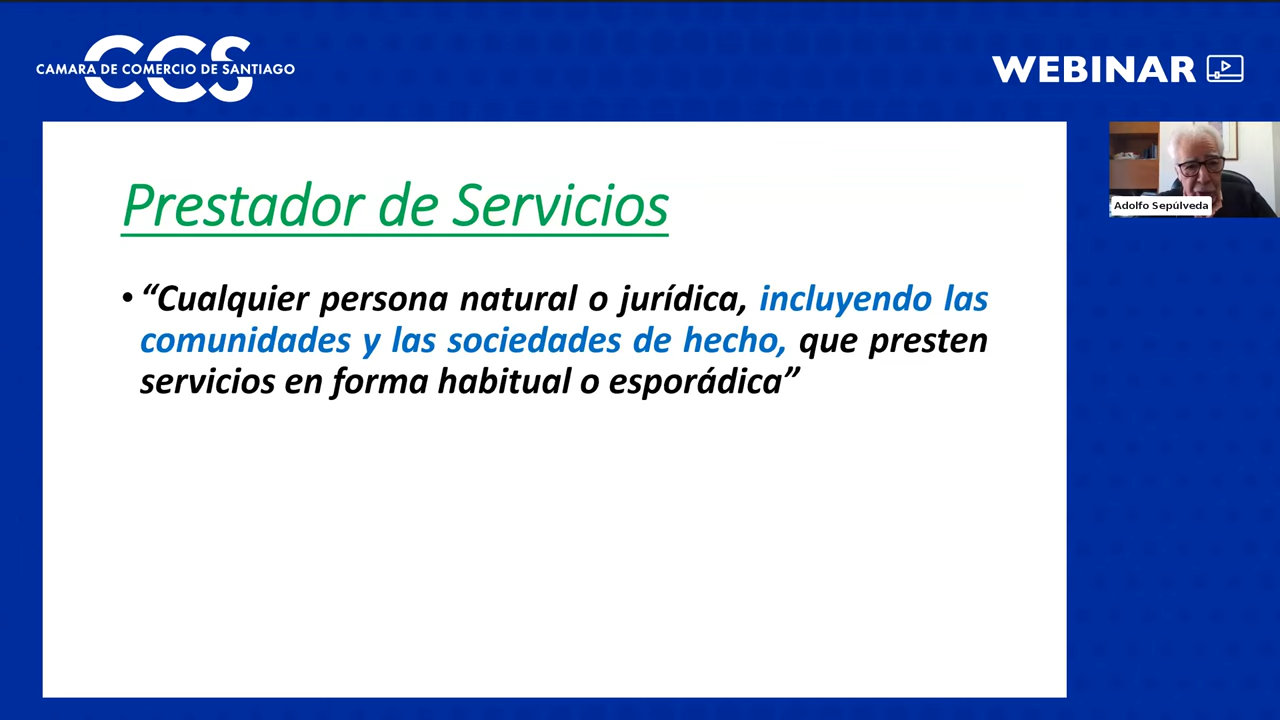 CCS
CAMARA DE COMERCIO DE SANTIAGO
WEBINAR
Prestador de Servicios
• “Cualquier persona natural o jurídica, incluyendo las
comunidades y las sociedades de hecho, que presten
servicios en forma habitual o esporádica”
Adolfo Sepúlveda